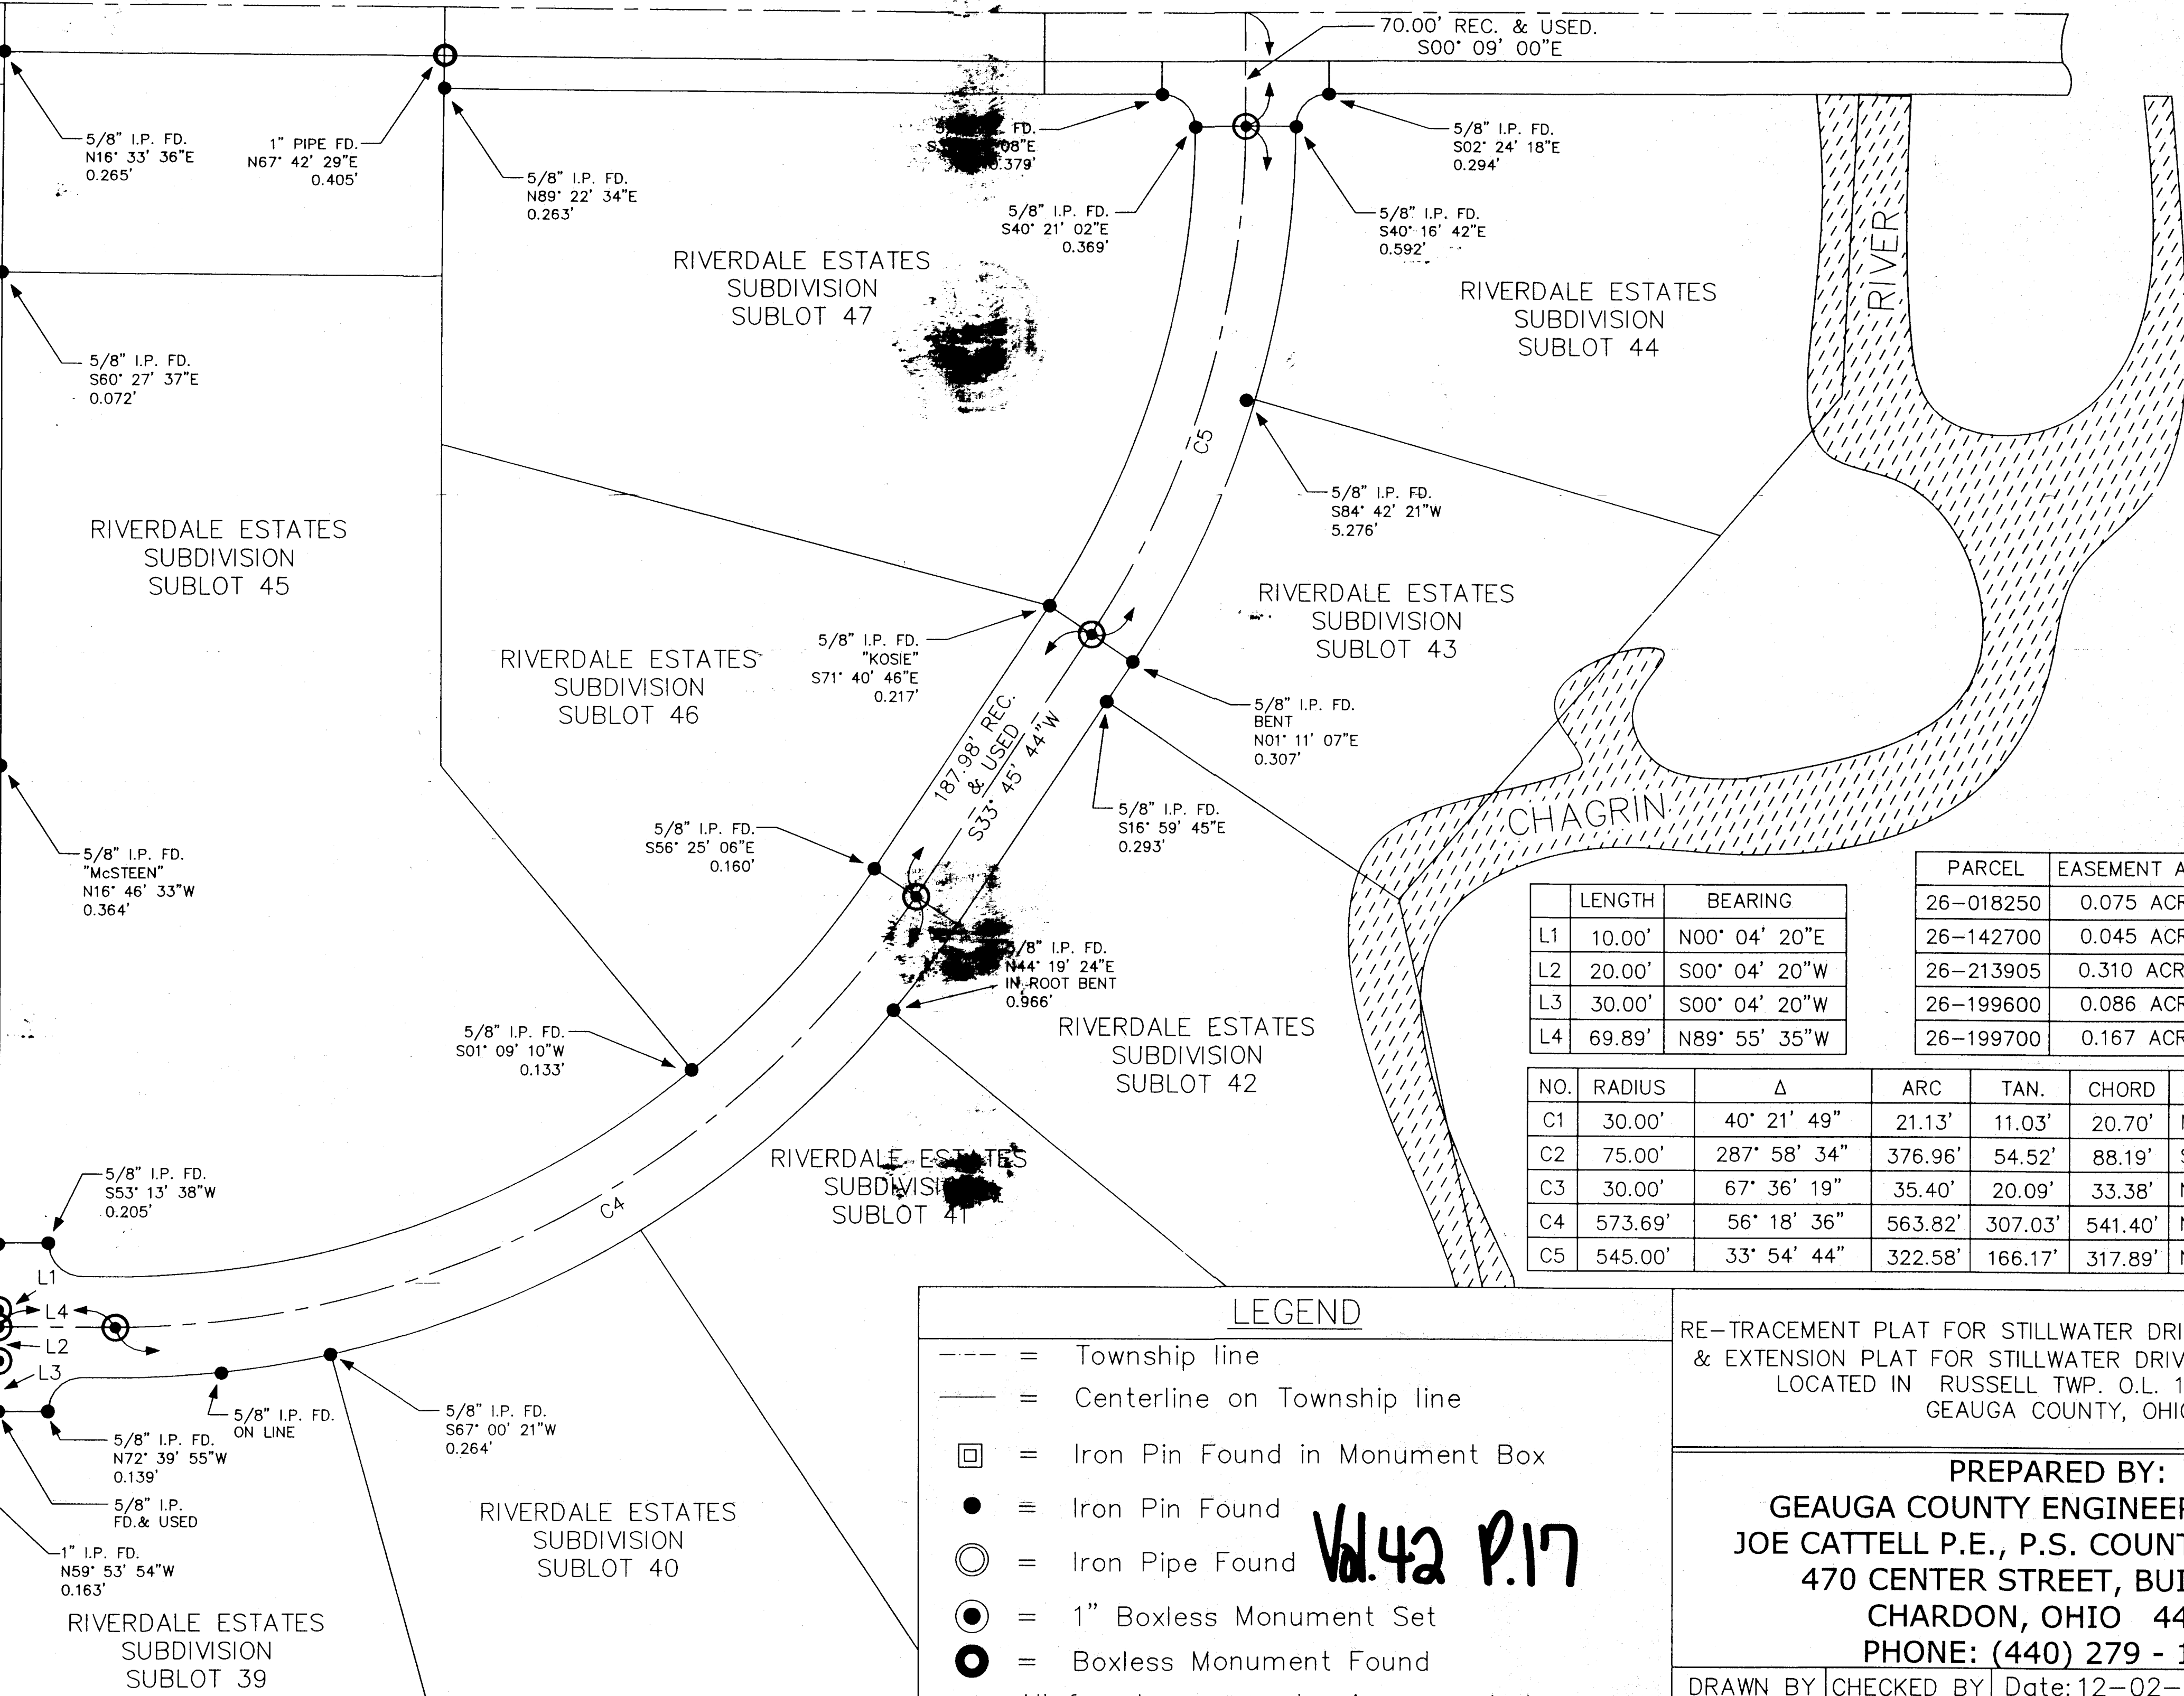 70.00' REC. & USED.
S00° 09' 00"E
5/8" I.P. FD.
N16° 33' 36"E
0.265'
1" PIPE FD.
N67° 42' 29"E
0.405'
5/8" I.P. FD.
N89° 22' 34"E
0.263'
FD.
08"E
0.379'
5/8" I.P. FD.
S02° 24' 18"E
0.294'
5/8" I.P. FD.
S40° 21' 02"E
0.369'
5/8" I.P. FD.
S40° 16' 42"E
0.592'
RIVERDALE ESTATES
SUBDIVISION
SUBLOT 47
RIVERDALE ESTATES
SUBDIVISION
SUBLOT 44
RIVER
5/8" I.P. FD.
S60° 27' 37"E
0.072'
C5
5/8" I.P. FD.
S84° 42' 21"W
5.276'
RIVERDALE ESTATES
SUBDIVISION
SUBLOT 45
RIVERDALE ESTATES
SUBDIVISION
SUBLOT 43
5/8" I.P. FD.
"KOSIE"
S71° 40' 46"E
0.217'
RIVERDALE ESTATES
SUBDIVISION
SUBLOT 46
187.98' REC.
& USED
S33° 45' 44"W
5/8" I.P. FD.
BENT
N01° 11' 07"E
0.307'
5/8" I.P. FD.
S16° 59' 45"E
0.293'
CHAGRIN
5/8" I.P. FD.
S56° 25' 06"E
0.160'
5/8" I.P. FD.
"McSTEEN"
N16° 46' 33"W
0.364'
5/8" I.P. FD.
N44° 19' 24"E
IN ROOT BENT
0.966'
LENGTH BEARING
L1 10.00' N00° 04' 20"E
L2 20.00' S00° 04' 20"W
L3 30.00' S00° 04' 20"W
L4 69.89' N89° 55' 35"W
PARCEL EASEMENT A
26-018250 0.075 ACR
26-142700 0.045 ACR
26-213905 0.310 ACR
26-199600 0.086 ACR
26-199700 0.167 ACR
5/8" I.P. FD.
S01° 09' 10"W
0.133'
RIVERDALE ESTATES
SUBDIVISION
SUBLOT 42
NO. RADIUS Δ ARC TAN. CHORD
C1 30.00' 40° 21' 49" 21.13' 11.03' 20.70' N
C2 75.00' 287° 58' 34" 376.96' 54.52' 88.19' S
C3 30.00' 67° 36' 19" 35.40' 20.09' 33.38' N
C4 573.69' 56° 18' 36" 563.82' 307.03' 541.40' N
C5 545.00' 33° 54' 44" 322.58' 166.17' 317.89' N
RIVERDALE ESTATES
SUBDIVISI
SUBLOT 41
5/8" I.P. FD.
S53° 13' 38"W
0.205'
C4
L1
L4
L2
L3
5/8" I.P. FD.
ON LINE
5/8" I.P. FD.
S67° 00' 21"W
0.264'
5/8" I.P. FD.
N72° 39' 55"W
0.139'
5/8" I.P.
FD.& USED
1" I.P. FD.
N59° 53' 54"W
0.163'
RIVERDALE ESTATES
SUBDIVISION
SUBLOT 40
RIVERDALE ESTATES
SUBDIVISION
SUBLOT 39
LEGEND
= Township line
= Centerline on Township line
= Iron Pin Found in Monument Box
= Iron Pin Found
= Iron Pipe Found
= 1" Boxless Monument Set
= Boxless Monument Found
Vol.42 P.17
RE-TRACEMENT PLAT FOR STILLWATER DRI
& EXTENSION PLAT FOR STILLWATER DRIV
LOCATED IN RUSSELL TWP. O.L. 1
GEAUGA COUNTY, OHIO
PREPARED BY:
GEAUGA COUNTY ENGINEER
JOE CATTELL P.E., P.S. COUNT
470 CENTER STREET, BUI
CHARDON, OHIO 44
PHONE: (440) 279 - 1
DRAWN BY CHECKED BY Date: 12-02-